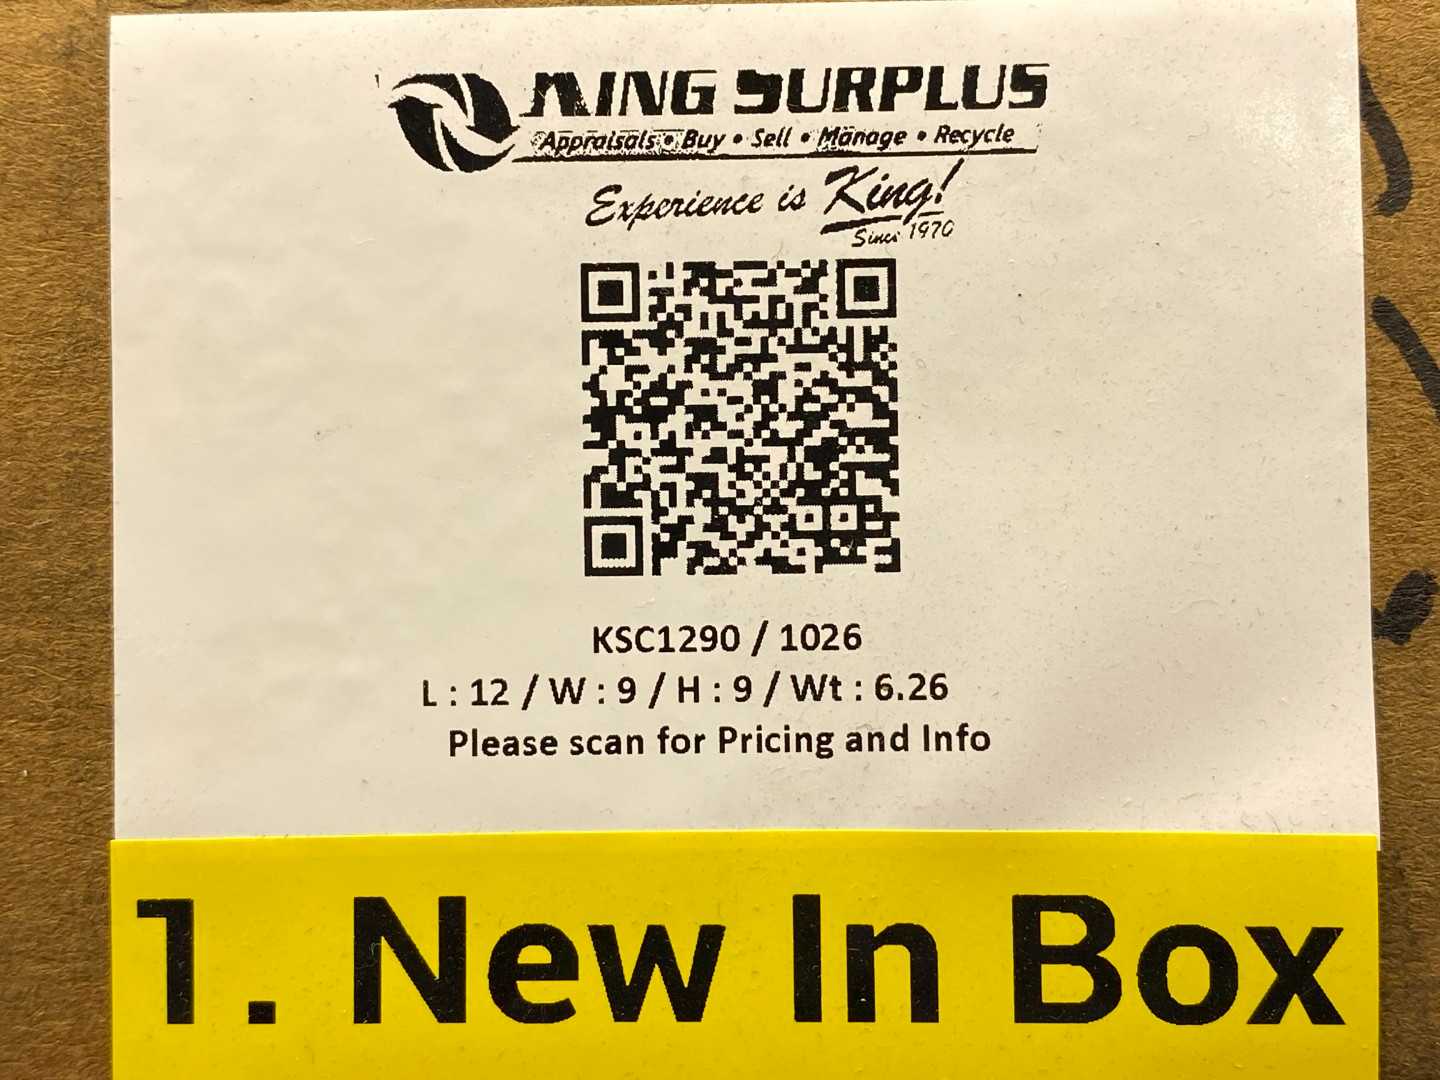 KING SURPLUS
Appraisals • Buy • Sell • Manage • Recycle
Experience is King!
Since 1970
KSC1290 / 1026
L : 12 / W : 9 / H : 9 / Wt : 6.26
Please scan for Pricing and Info
1. New In Box